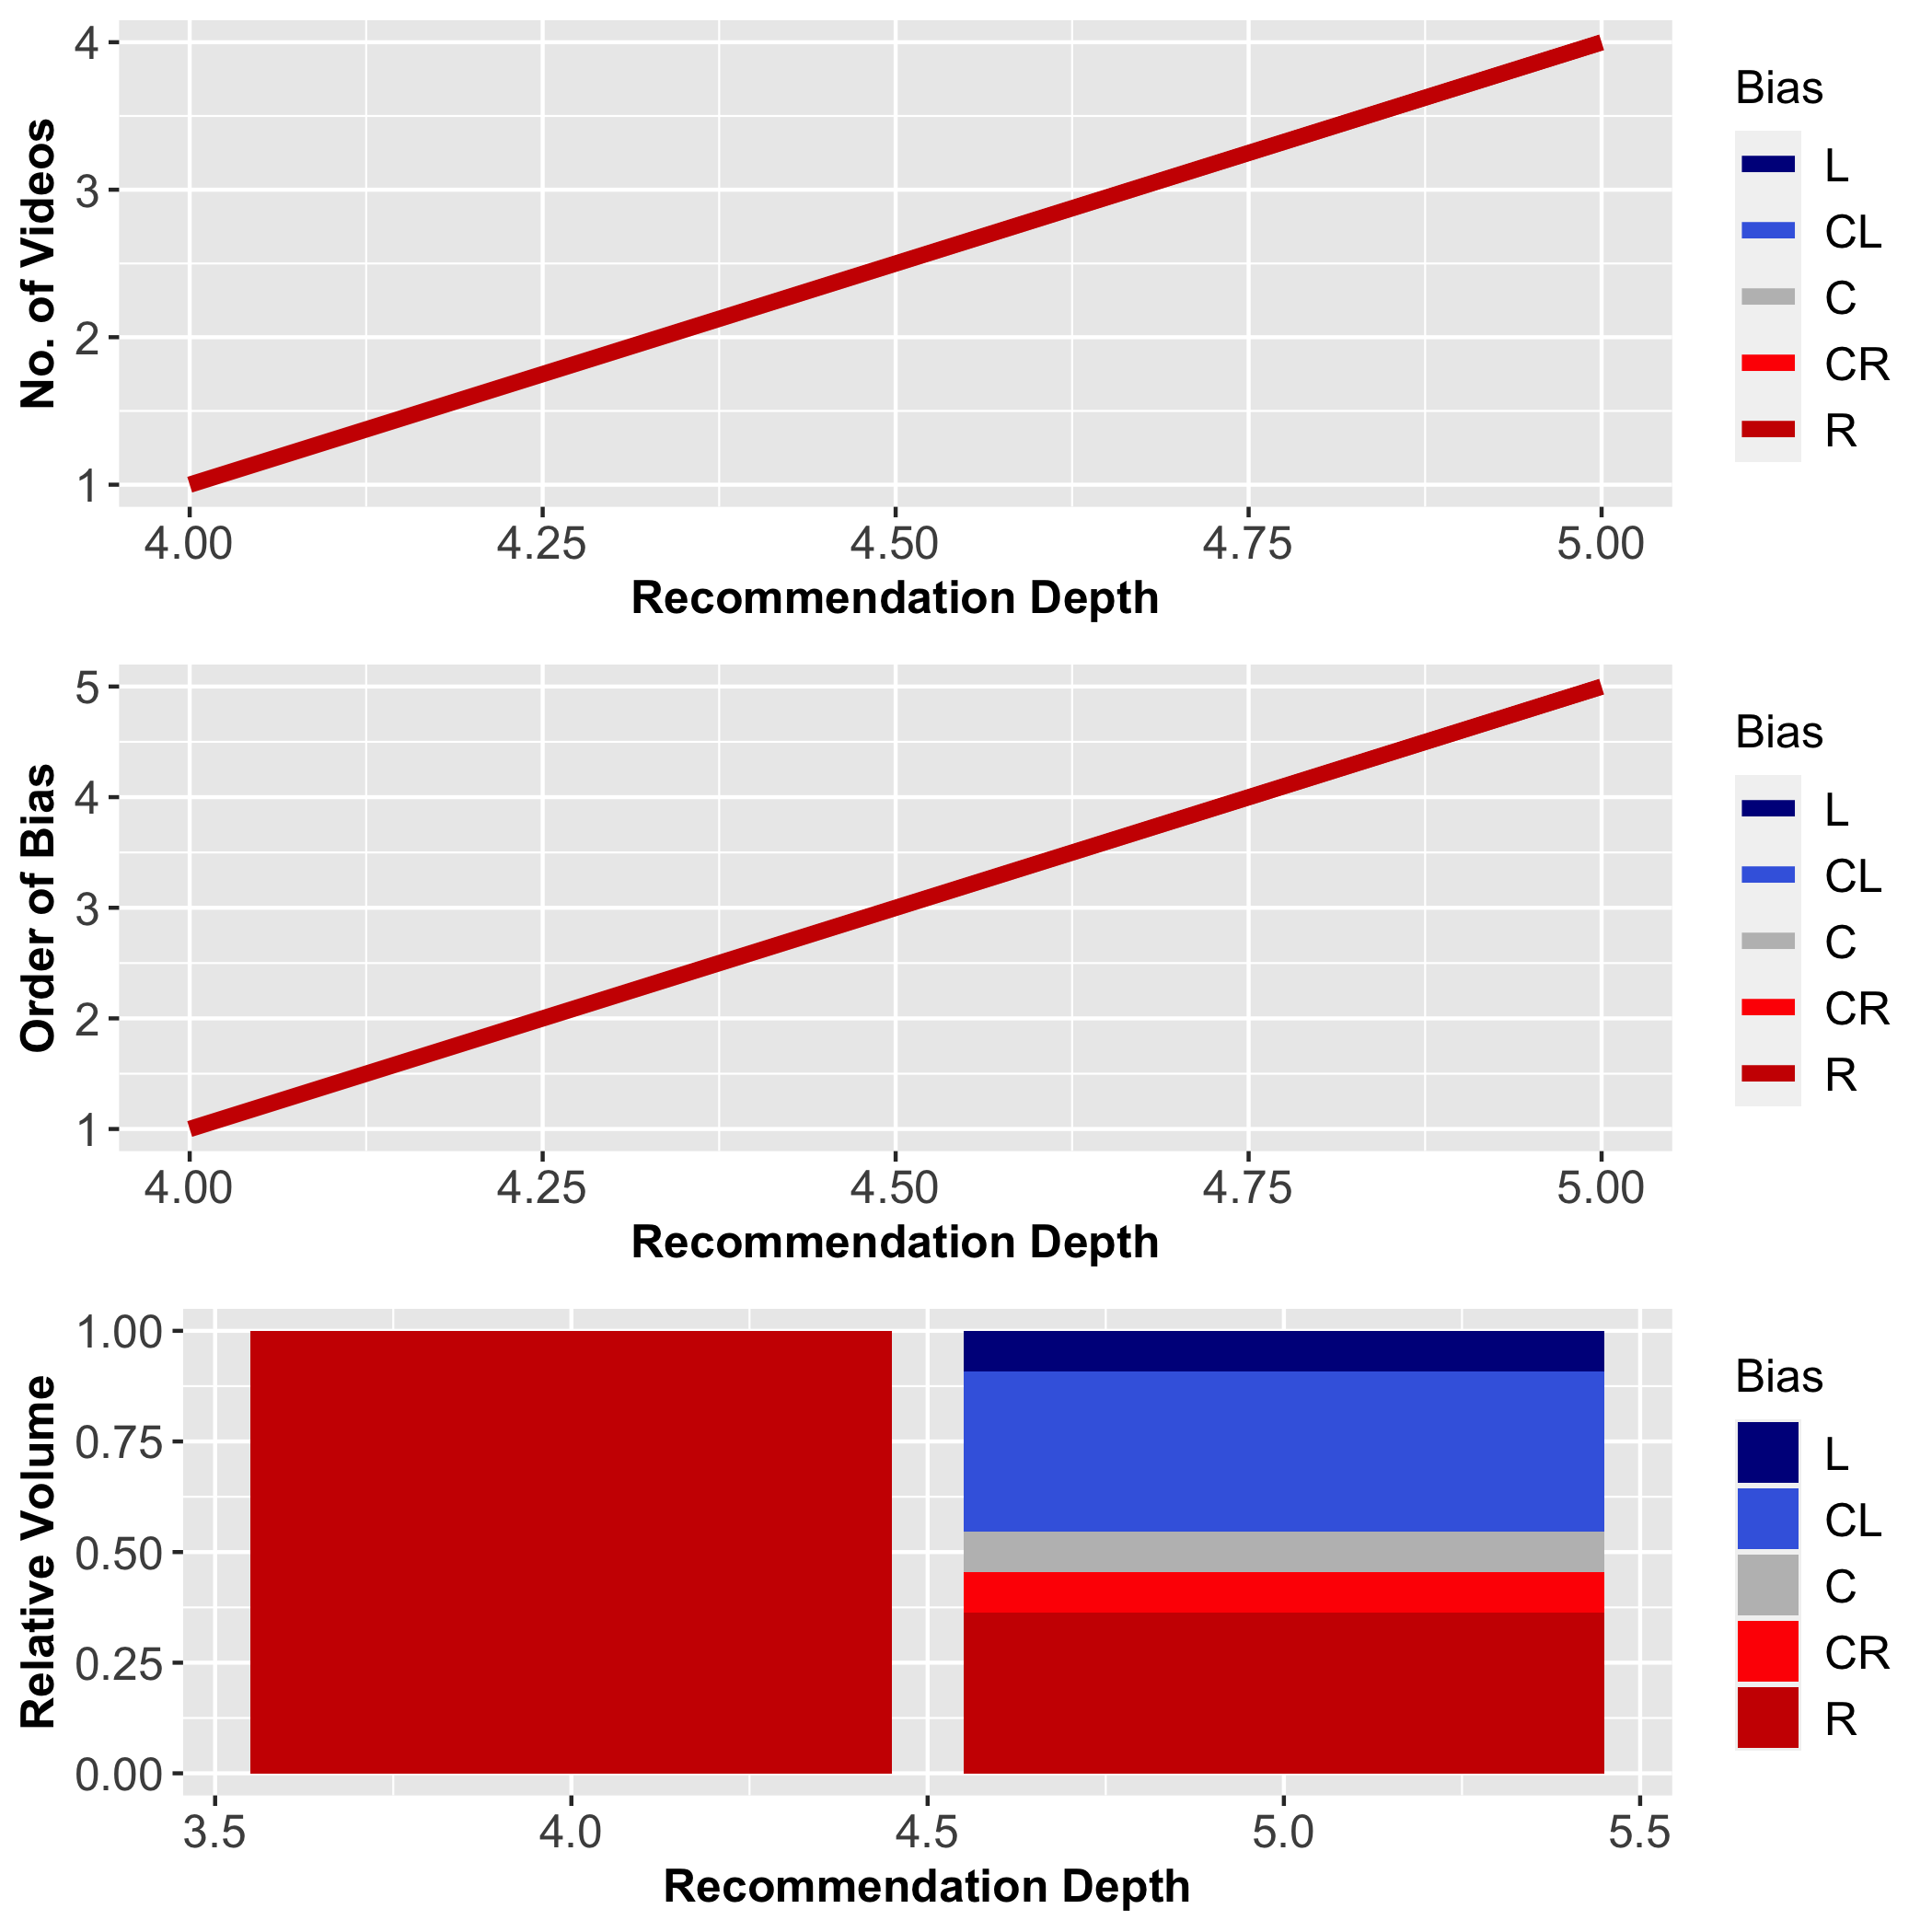 4
3
2
1
No. of Videos
4.00 4.25 4.50 4.75 5.00
Recommendation Depth
Bias
L
CL
C
CR
R
5
4
3
2
1
Order of Bias
4.00 4.25 4.50 4.75 5.00
Recommendation Depth
Bias
L
CL
C
CR
R
1.00
0.75
0.50
0.25
0.00
Relative Volume
3.5 4.0 4.5 5.0 5.5
Recommendation Depth
Bias
L
CL
C
CR
R